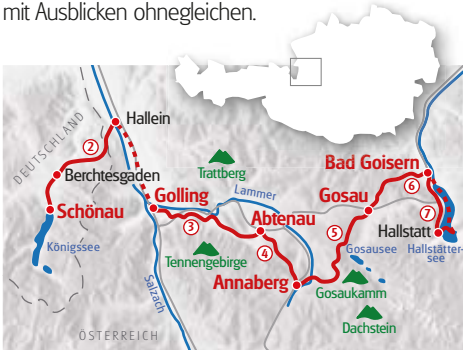 mit Ausblicken ohnegleichen.
DEUTSCHLAND
Hallein
2
Berchtesgaden
Schönau
Königssee
Trattberg
Golling
Lammer
3
Abtenau
Tennengebirge
4
Salzach
Annaberg
ÖSTERREICH
Bad Goisern
6
Gosau
7
5
Hallstatt
Gosausee
Hallstätter-
see
Gosaukamm
Dachstein